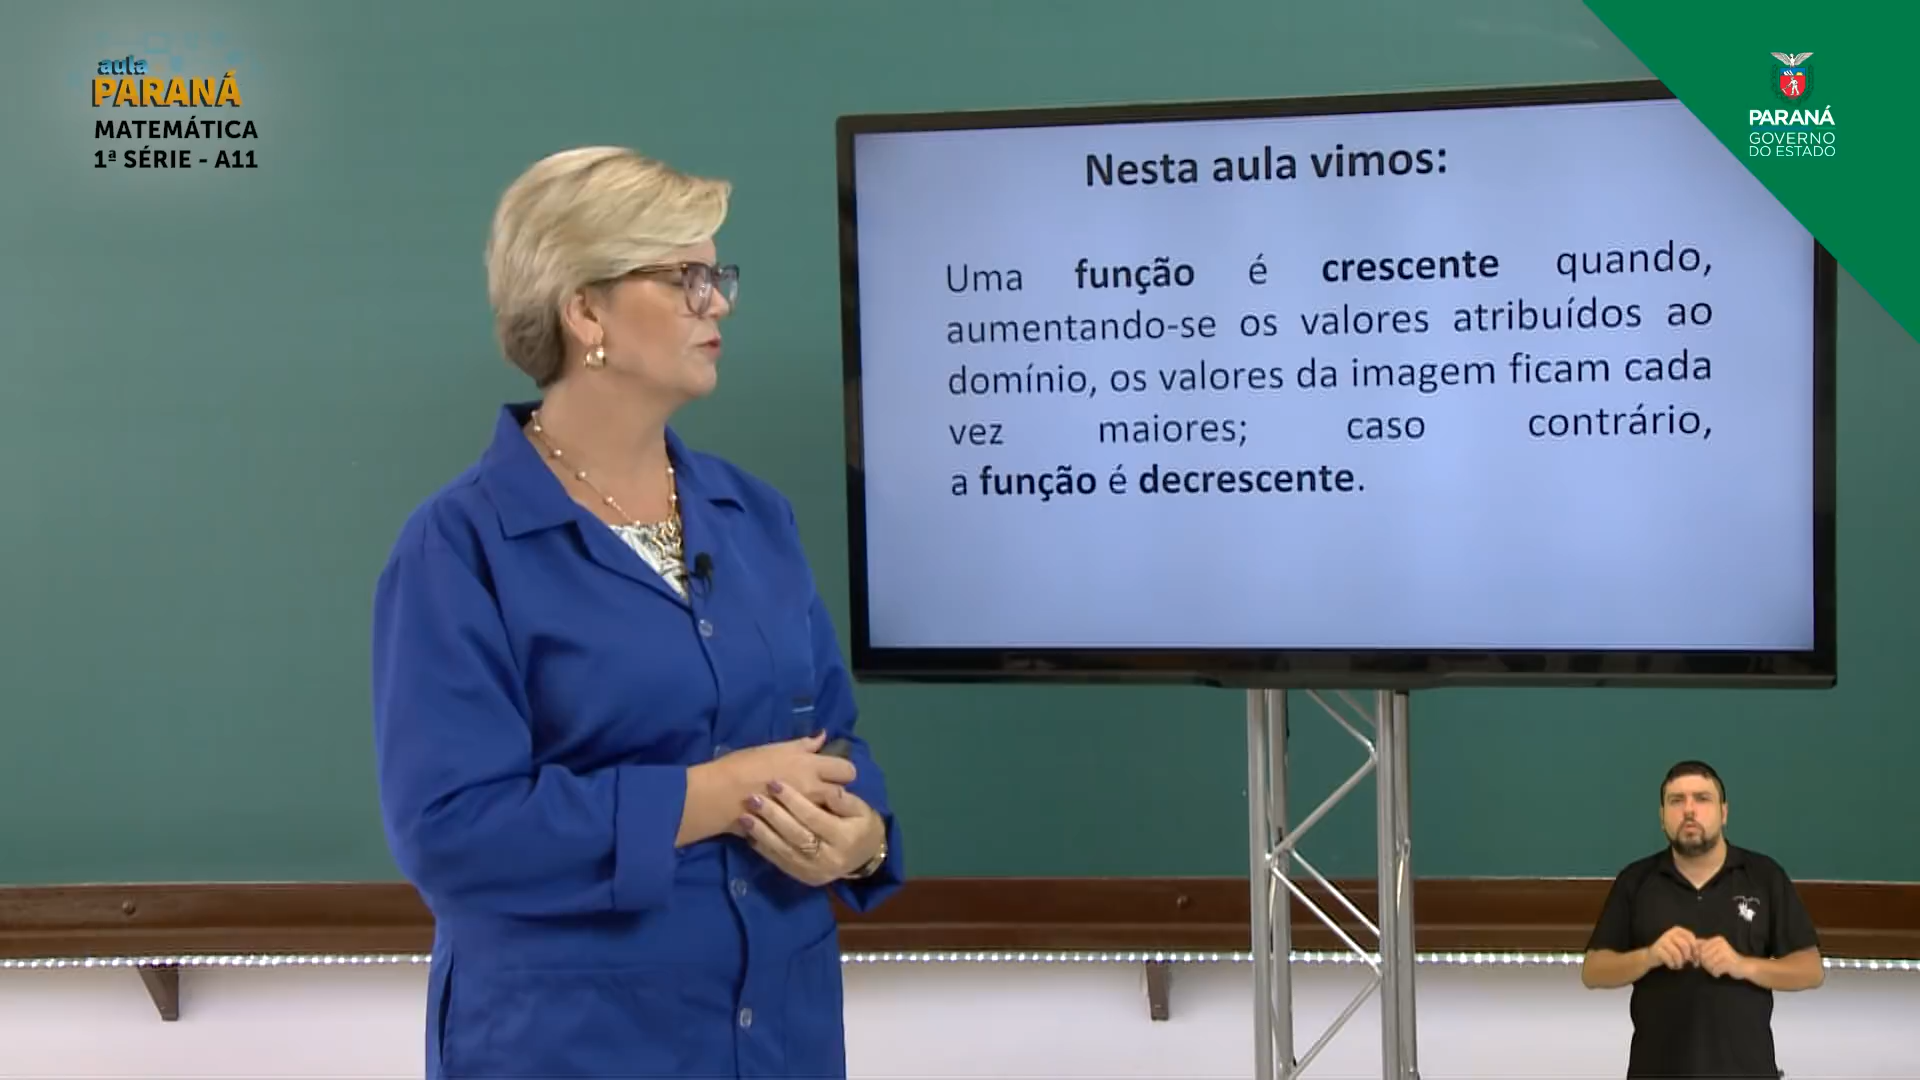 aula
PARANÁ
MATEMÁTICA
1ª SÉRIE - A11
PARANÁ
GOVERNO
DO ESTADO
Nesta aula vimos:
Uma função é crescente quando,
aumentando-se os valores atribuídos ao
domínio, os valores da imagem ficam cada
vez maiores; caso contrário,
a função é decrescente.